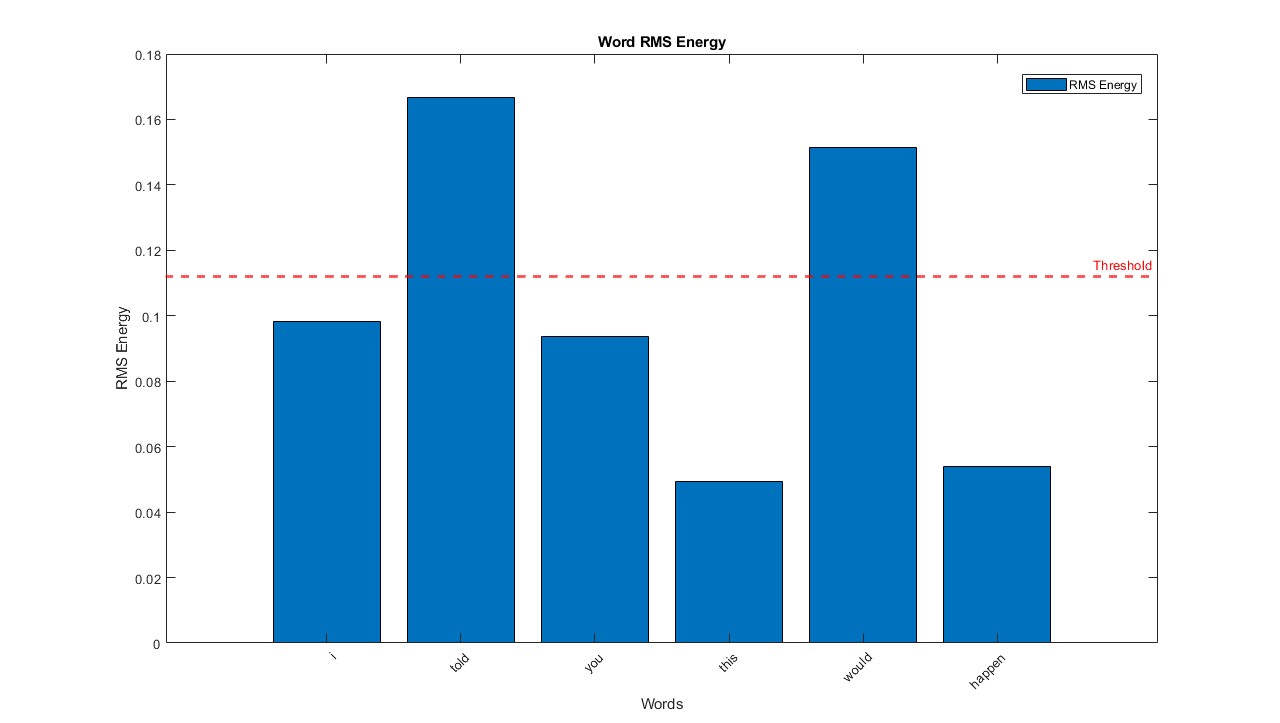 Word RMS Energy
RMS Energy
0.18
0.16
0.14
0.12
0.1
0.08
0.06
0.04
0.02
0
RMS Energy
Threshold
i
told
you
this
would
happen
Words